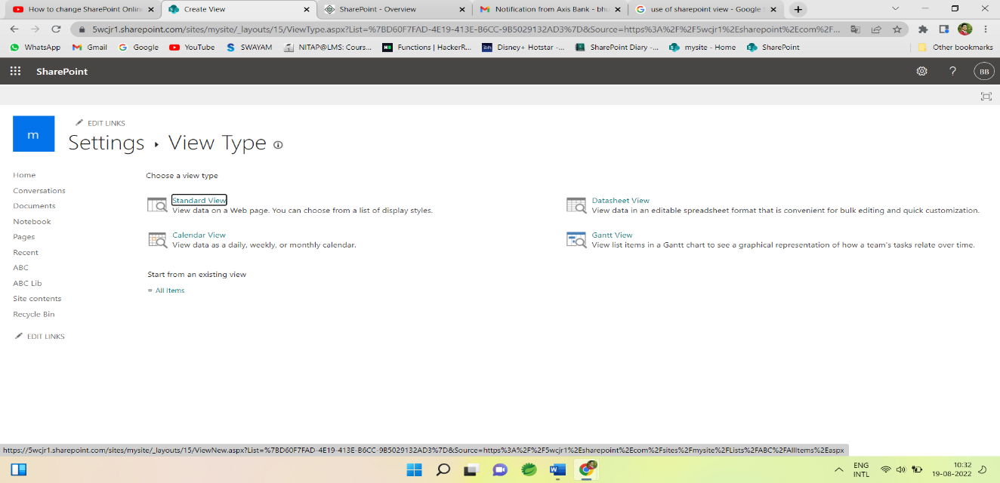 How to change SharePoint Online
Create View
SharePoint - Overview
Notification from Axis Bank - bhu
use of sharepoint view - Google S
5wcjr1.sharepoint.com/sites/mysite/_layouts/15/ViewType.aspx?List=%7BD60F7FAD-4E19-413E-B6CC-9B5029132AD3%7D&Source=https%3A%2F%2F5wcjr1%2Esharepoint%2Ecom%2F...
WhatsApp
Gmail
Google
YouTube
SWAYAM
NITAP@LMS: Cours...
Functions | HackerR...
Disney+ Hotstar -...
SharePoint Diary -...
mysite - Home
SharePoint
Other bookmarks
SharePoint
?
BB
m
EDIT LINKS
Settings ▸ View Type
Home
Conversations
Documents
Notebook
Pages
Recent
ABC
ABC Lib
Site contents
Recycle Bin
EDIT LINKS
Choose a view type
Standard View
View data on a Web page. You can choose from a list of display styles.
Datasheet View
View data in an editable spreadsheet format that is convenient for bulk editing and quick customization.
Calendar View
View data as a daily, weekly, or monthly calendar.
Gantt View
View list items in a Gantt chart to see a graphical representation of how a team's tasks relate over time.
Start from an existing view
All Items
https://5wcjr1.sharepoint.com/sites/mysite/_layouts/15/ViewNew.aspx?List=%7BD60F7FAD-4E19-413E-B6CC-9B5029132AD3%7D&Source=https%3A%2F%2F5wcjr1%2Esharepoint%2Ecom%2Fsites%2Fmysite%2FLists%2FABC%2FAllItems%2Easpx
ENG
INTL
10:32
19-08-2022